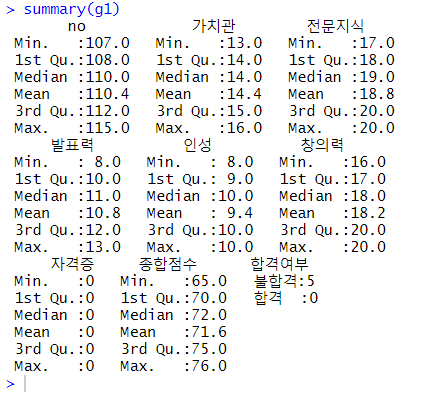 > summary(g1)
no 가치관 전문지식
Min. :107.0 Min. :13.0 Min. :17.0
1st Qu.:108.0 1st Qu.:14.0 1st Qu.:18.0
Median :110.0 Median :14.0 Median :19.0
Mean :110.4 Mean :14.4 Mean :18.8
3rd Qu.:112.0 3rd Qu.:15.0 3rd Qu.:20.0
Max. :115.0 Max. :16.0 Max. :20.0
발표력 인성 창의력
Min. : 8.0 Min. : 8.0 Min. :16.0
1st Qu.:10.0 1st Qu.: 9.0 1st Qu.:17.0
Median :11.0 Median :10.0 Median :18.0
Mean :10.8 Mean : 9.4 Mean :18.2
3rd Qu.:12.0 3rd Qu.:10.0 3rd Qu.:20.0
Max. :13.0 Max. :10.0 Max. :20.0
자격증 종합점수 합격여부
Min. :0 Min. :65.0 불합격:5
1st Qu.:0 1st Qu.:70.0 합격 :0
Median :0 Median :72.0
Mean :0 Mean :71.6
3rd Qu.:0 3rd Qu.:75.0
Max. :0 Max. :76.0
>